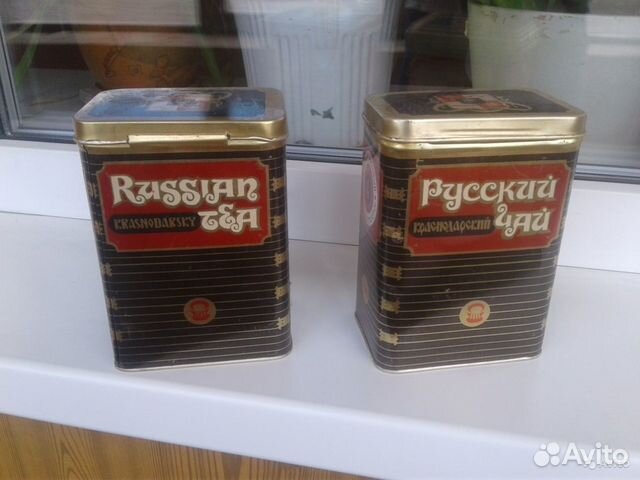 RUSSIAN
KRASNODARSKY TEA
РУССКИЙ
КРАСНОДАРСКИЙ ЧАЙ
Avito